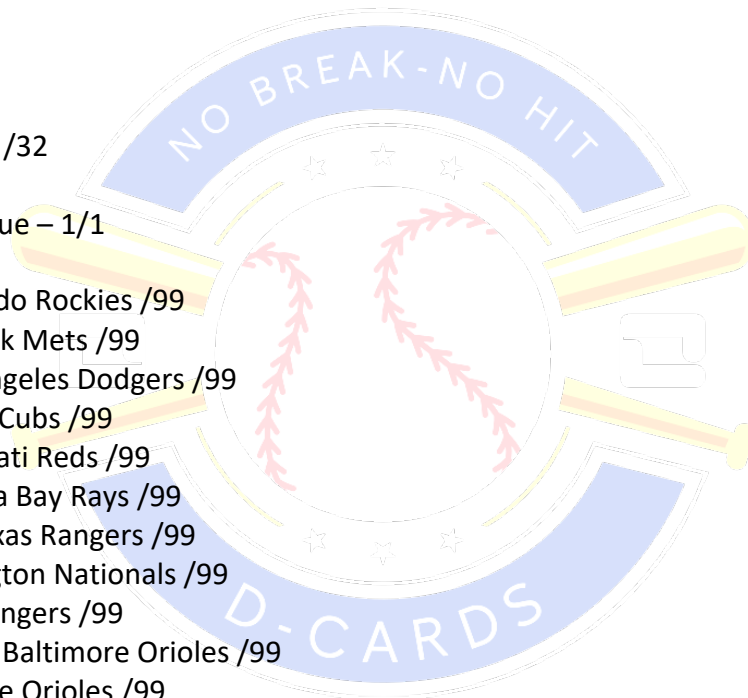 NO BREAK-NO HIT
/32
ue – 1/1
do Rockies /99
k Mets /99
ngeles Dodgers /99
Cubs /99
ati Reds /99
a Bay Rays /99
xas Rangers /99
gton Nationals /99
ngers /99
Baltimore Orioles /99
e Orioles /99
D-CARDS